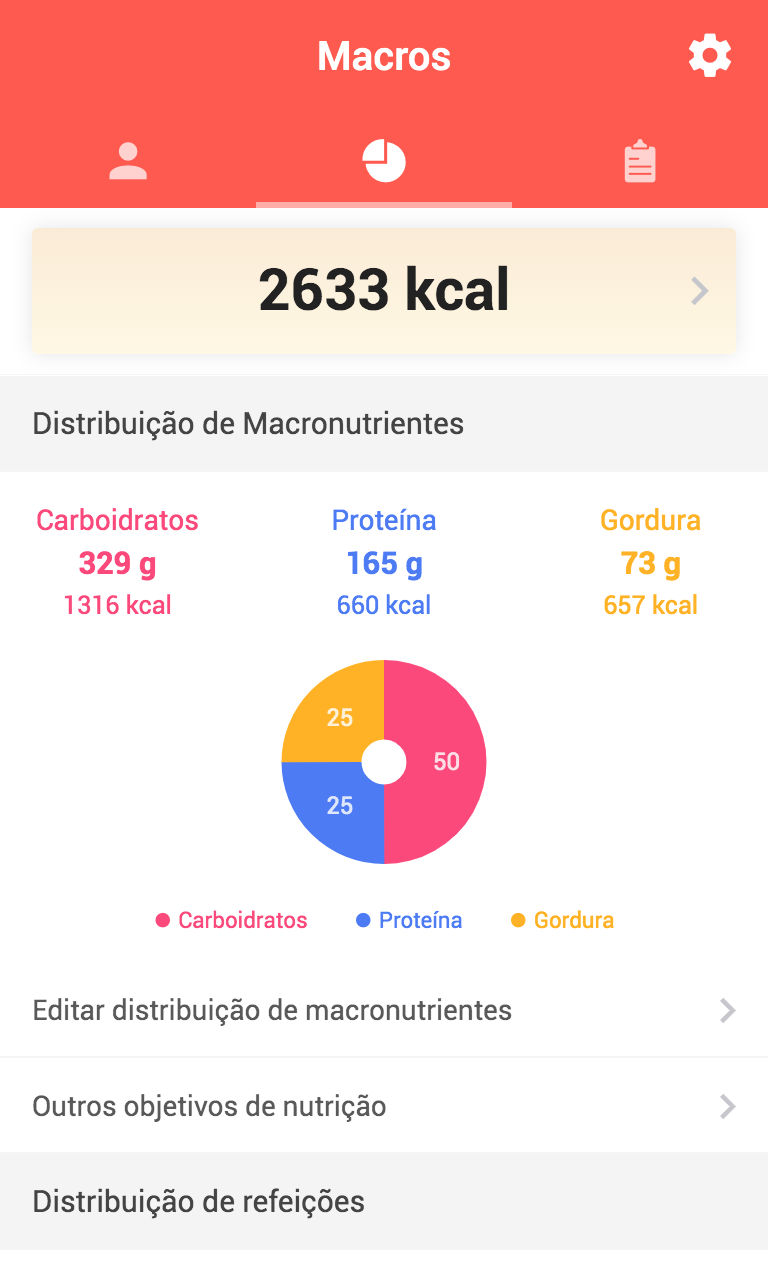 Macros
2633 kcal
Distribuição de Macronutrientes
Carboidratos Proteína Gordura
329 g 165 g 73 g
1316 kcal 660 kcal 657 kcal
25 50
25
Carboidratos Proteína Gordura
Editar distribuição de macronutrientes
Outros objetivos de nutrição
Distribuição de refeições